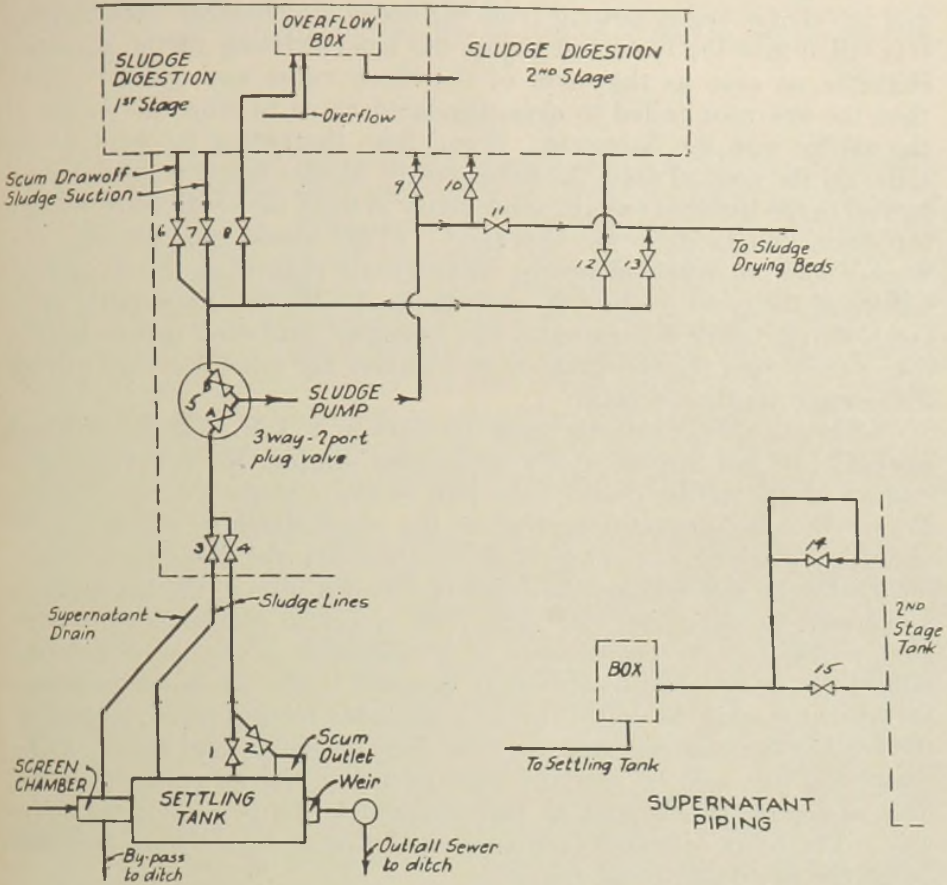 OVERFLOW
BOX
SLUDGE
DIGESTION
1ST Stage
SLUDGE DIGESTION
2ND Stage
Overflow
Scum Drawoff
Sludge Suction
6
7
8
9
10
11
12
13
To Sludge
Drying Beds
5
B
A
SLUDGE
PUMP
3 way - 2 port
plug valve
3
4
Supernatant
Drain
Sludge Lines
1
2
Scum
Outlet
Weir
SCREEN
CHAMBER
SETTLING
TANK
By-pass
to ditch
Outfall Sewer
to ditch
14
15
2ND
Stage
Tank
BOX
To Settling Tank
SUPERNATANT
PIPING